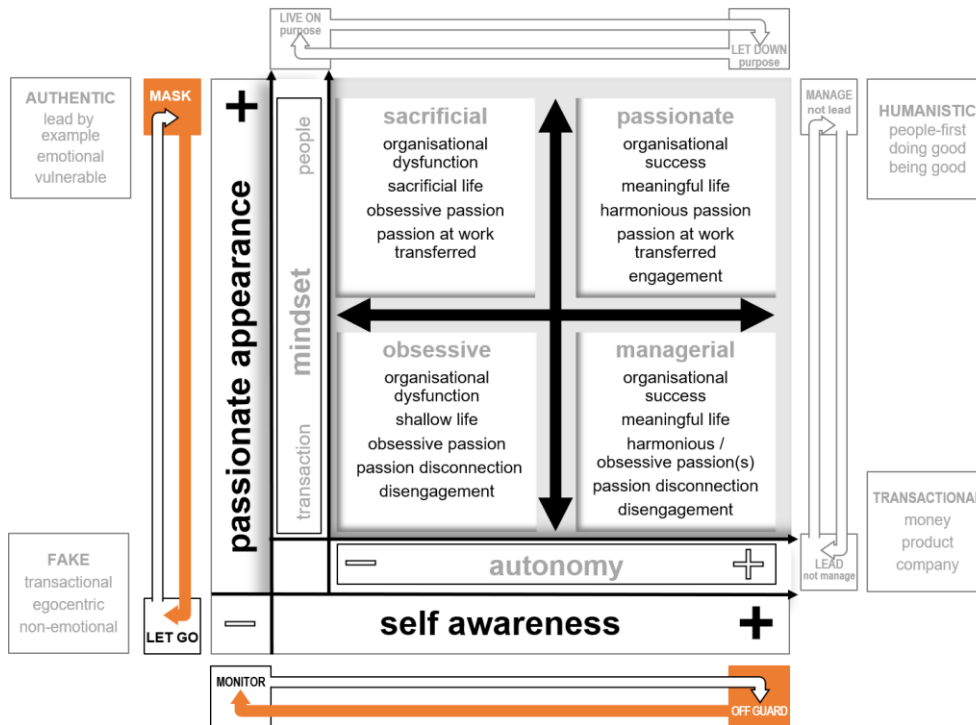 LIVE ON
purpose
LET DOWN
purpose
AUTHENTIC
lead by
example
emotional
vulnerable
MASK
+
passionate appearance
people
mindset
transaction
sacrificial
organisational
dysfunction
sacrificial life
obsessive passion
passion at work
transferred
passionate
organisational
success
meaningful life
harmonious passion
passion at work
transferred
engagement
MANAGE
not lead
HUMANISTIC
people-first
doing good
being good
obsessive
organisational
dysfunction
shallow life
obsessive passion
passion disconnection
disengagement
managerial
organisational
success
meaningful life
harmonious /
obsessive passion(s)
passion disconnection
disengagement
TRANSACTIONAL
money
product
company
FAKE
transactional
egocentric
non-emotional
LET GO
LEAD
not manage
− autonomy +
− self awareness +
MONITOR
OFF GUARD